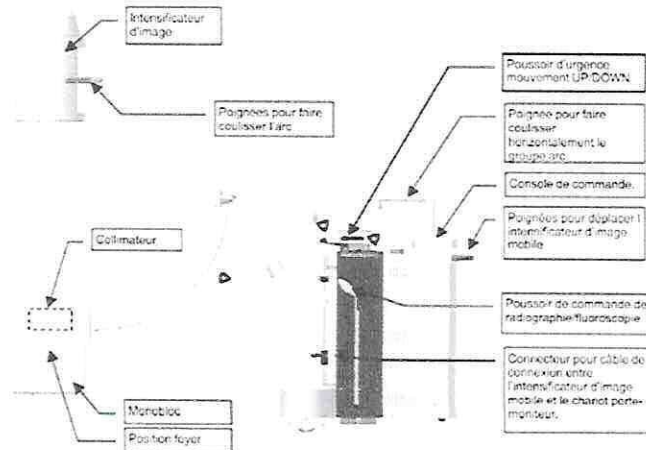 Intensificateur
d'image
Poignées pour faire
coulisser l'arc
Collimateur
Monobloc
Position foyer
Poussoir d'urgence
mouvement UP/DOWN
Poignée pour faire
coulisser
horizontalement le
groupe arc
Console de commande.
Poignées pour déplacer l
intensificateur d'image
mobile
Poussoir de commande de
radiographie/fluoroscopie
Connecteur pour câble de
connexion entre
l'intensificateur d'image
mobile et le chariot porte-
moniteur.